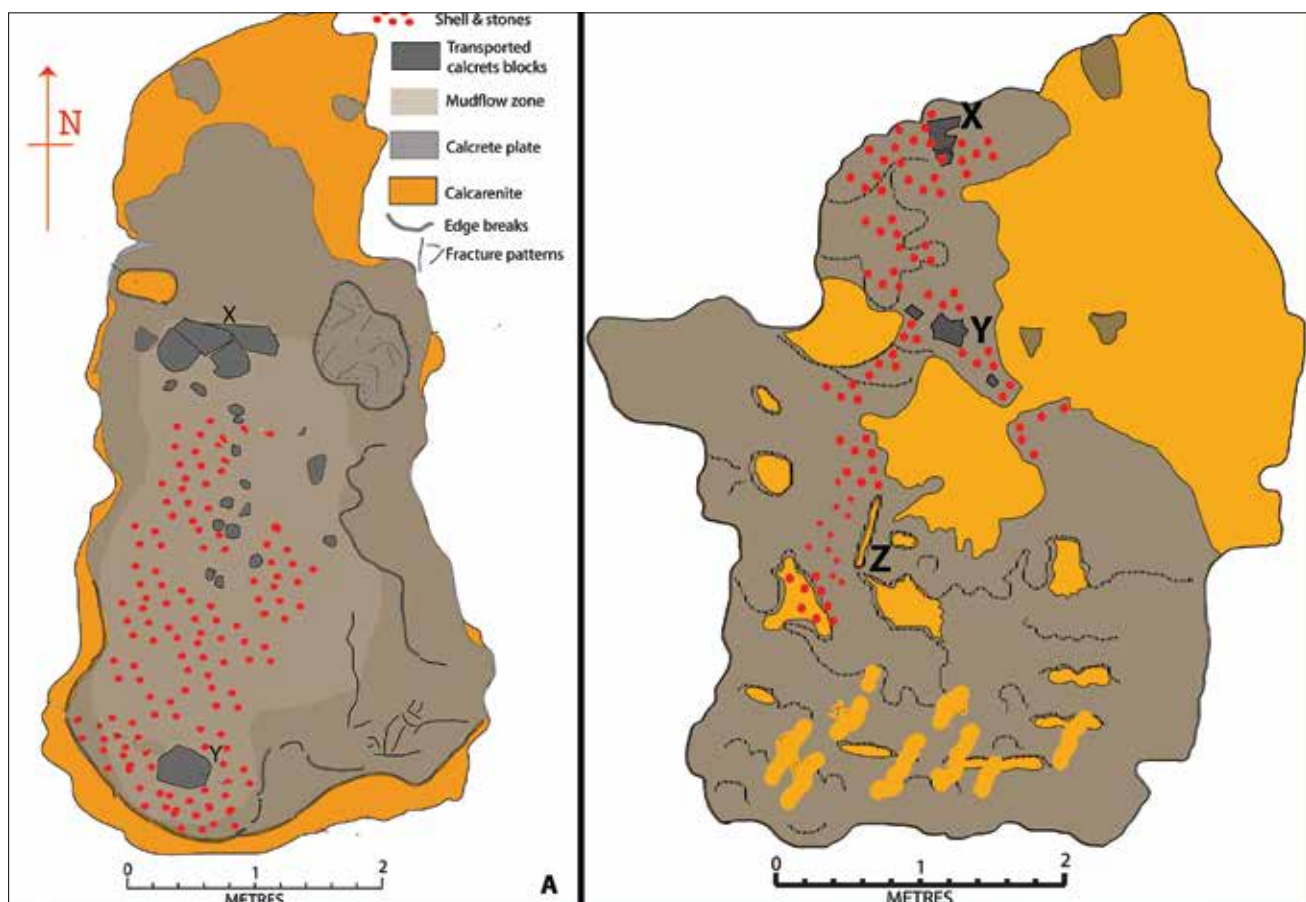 Shell & stones
Transported
calcrets blocks
Mudflow zone
Calcrete plate
Calcarenite
Edge breaks
Fracture patterns
N
X
Z
Y
0 1 2
METRES
A
X
Y
Z
0 1 2
METRES